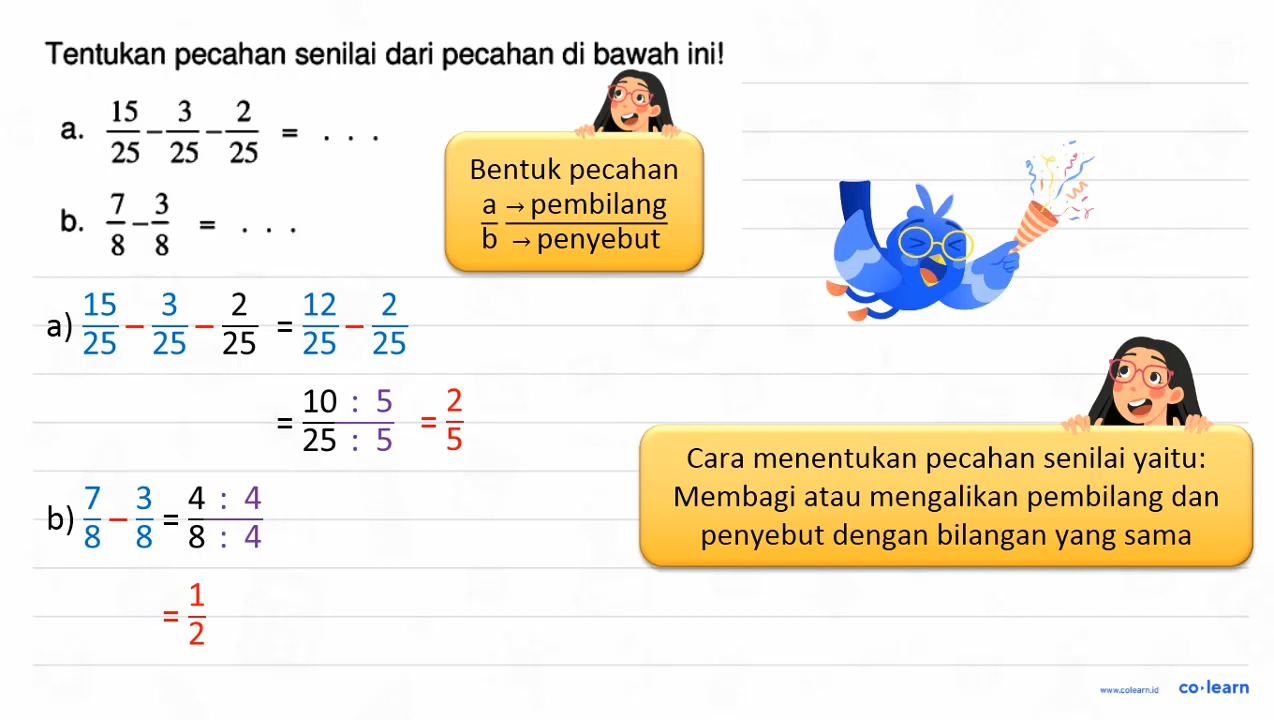 Tentukan pecahan senilai dari pecahan di bawah ini!
a. 15/25 − 3/25 − 2/25 = . . .
b. 7/8 − 3/8 = . . .
Bentuk pecahan
a → pembilang
b → penyebut
a) 15/25 − 3/25 − 2/25 = 12/25 − 2/25
= 10 : 5 / 25 : 5 = 2/5
b) 7/8 − 3/8 = 4 : 4 / 8 : 4
= 1/2
Cara menentukan pecahan senilai yaitu:
Membagi atau mengalikan pembilang dan
penyebut dengan bilangan yang sama
www.colearn.id co·learn